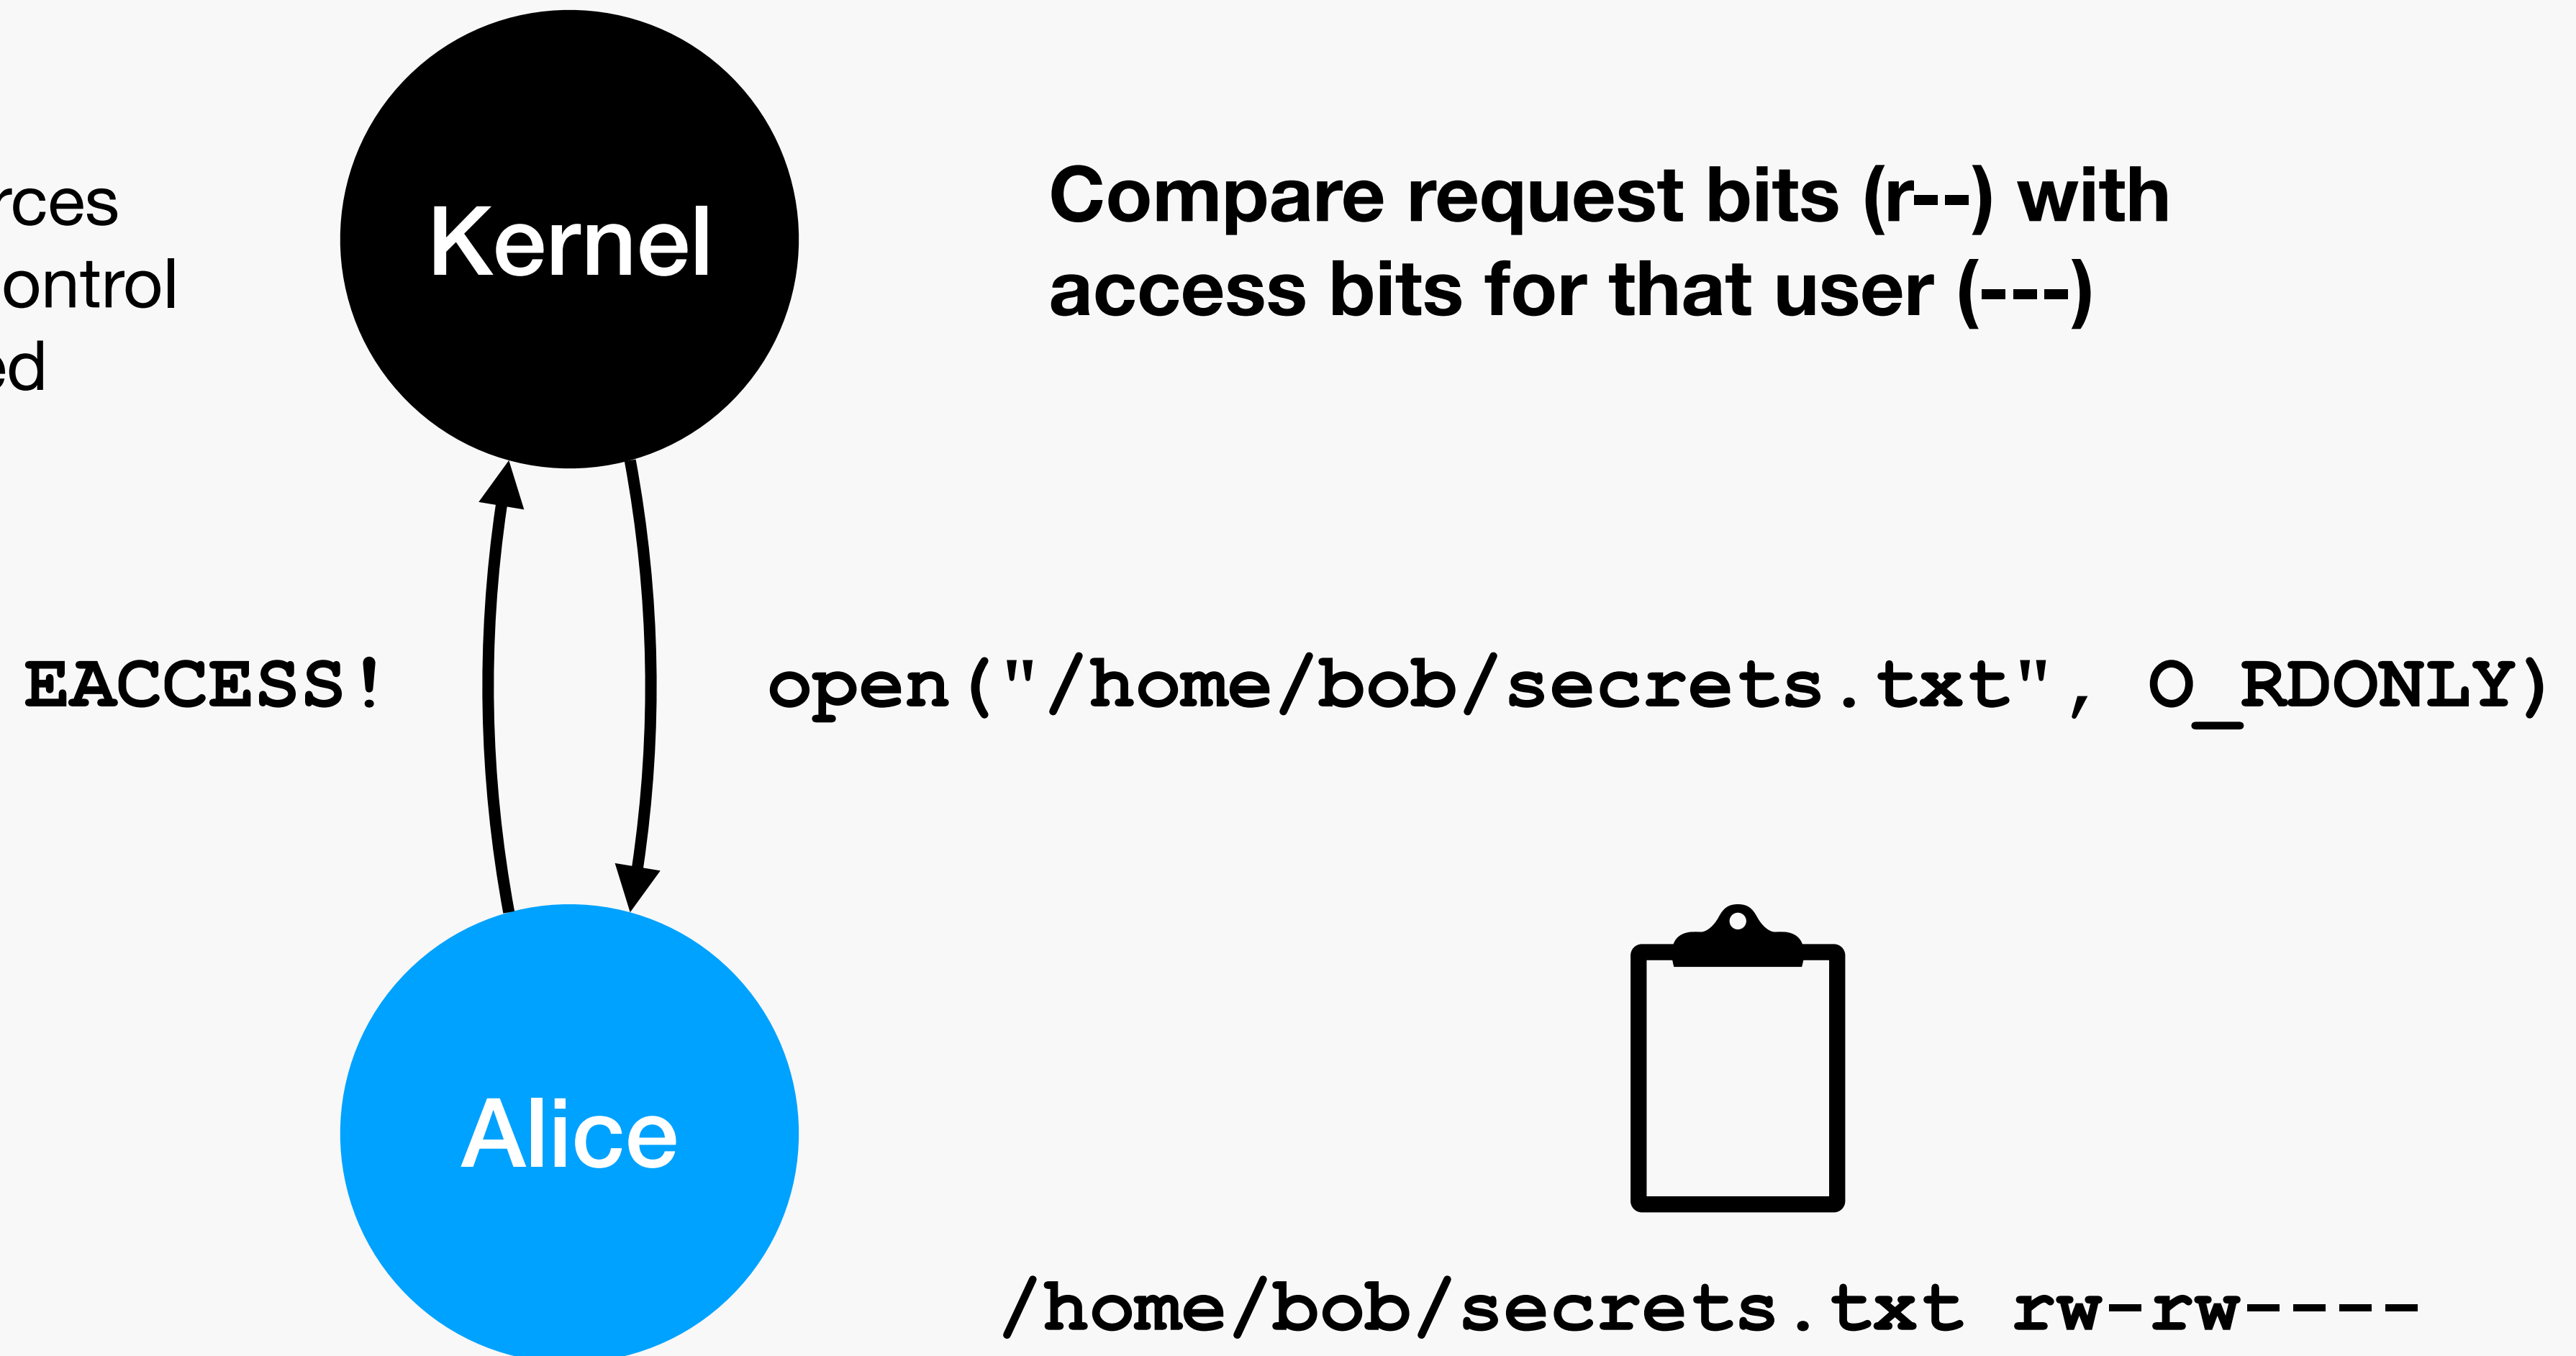 rces
ontrol
ed
Kernel
Compare request bits (r--) with
access bits for that user (---)
EACCESS!
open("/home/bob/secrets.txt", O_RDONLY)
Alice
/home/bob/secrets.txt rw-rw----